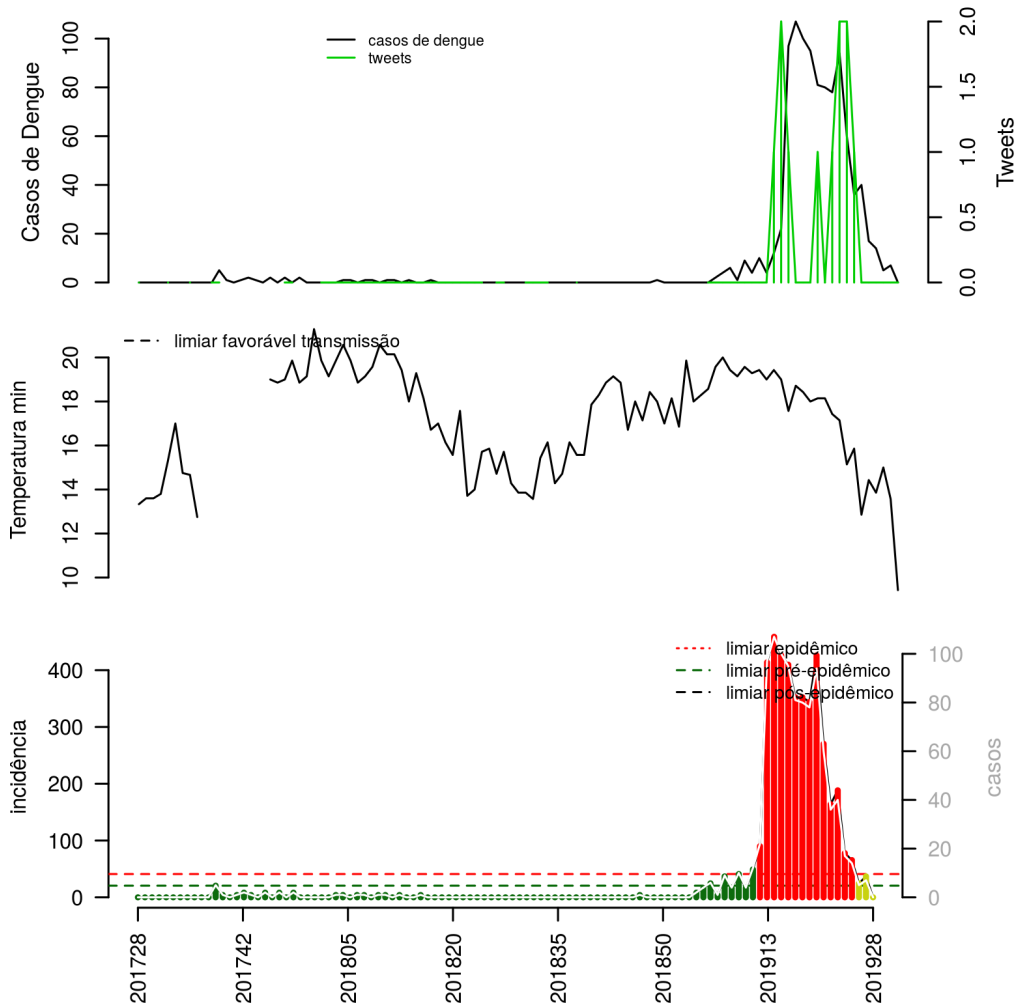 casos de dengue
tweets
Casos de Dengue
0 20 40 60 80 100
Tweets
0.0 0.5 1.0 1.5 2.0
limiar favorável transmissão
Temperatura min
10 12 14 16 18 20
limiar epidêmico
limiar pré-epidêmico
limiar pós-epidêmico
incidência
400
300
200
100
0
casos
100
80
60
40
20
0
201728 201742 201805 201820 201835 201850 201913 201928